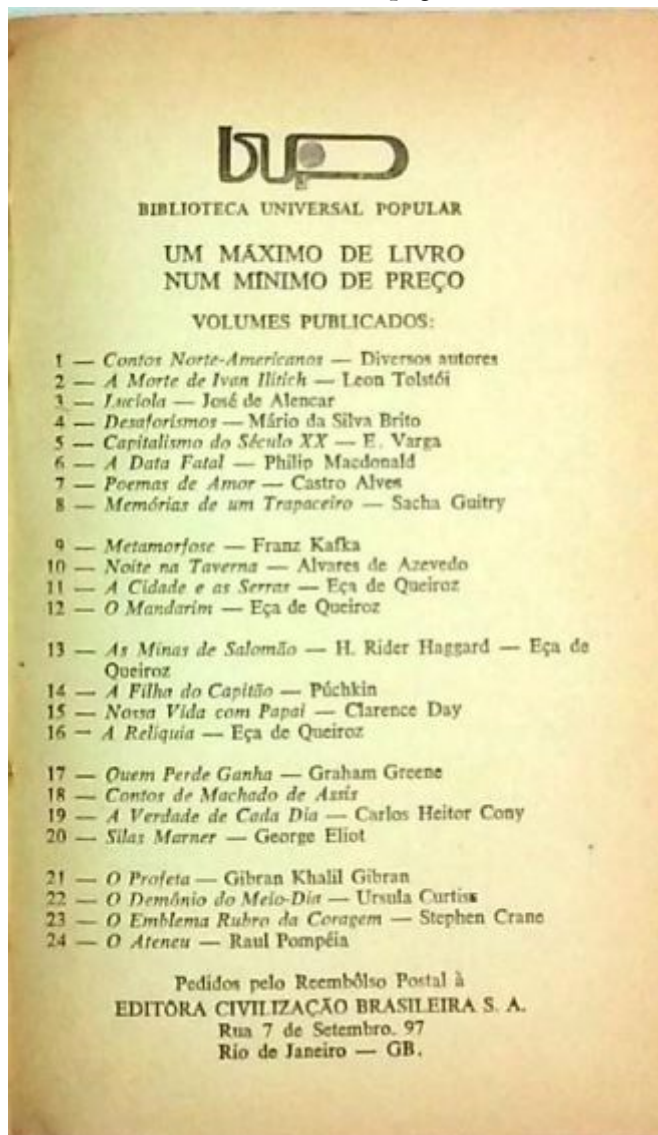 bup
BIBLIOTECA UNIVERSAL POPULAR
UM MÁXIMO DE LIVRO
NUM MÍNIMO DE PREÇO
VOLUMES PUBLICADOS:
1 — Contos Norte-Americanos — Diversos autores
2 — A Morte de Ivan Ilitich — Leon Tolstói
3 — Lucíola — José de Alencar
4 — Desaforismos — Mário da Silva Brito
5 — Capitalismo do Século XX — E. Varga
6 — A Data Fatal — Philip Macdonald
7 — Poemas de Amor — Castro Alves
8 — Memórias de um Trapaceiro — Sacha Guitry
9 — Metamorfose — Franz Kafka
10 — Noite na Taverna — Alvares de Azevedo
11 — A Cidade e as Serras — Eça de Queiroz
12 — O Mandarim — Eça de Queiroz
13 — As Minas de Salomão — H. Rider Haggard — Eça de
Queiroz
14 — A Filha do Capitão — Púchkin
15 — Nossa Vida com Papai — Clarence Day
16 — A Relíquia — Eça de Queiroz
17 — Quem Perde Ganha — Graham Greene
18 — Contos de Machado de Assis
19 — A Verdade de Cada Dia — Carlos Heitor Cony
20 — Silas Marner — George Eliot
21 — O Profeta — Gibran Khalil Gibran
22 — O Demônio do Meio-Dia — Ursula Curtiss
23 — O Emblema Rubro da Coragem — Stephen Crane
24 — O Ateneu — Raul Pompéia
Pedidos pelo Reembôlso Postal à
EDITÔRA CIVILIZAÇÃO BRASILEIRA S. A.
Rua 7 de Setembro, 97
Rio de Janeiro — GB.